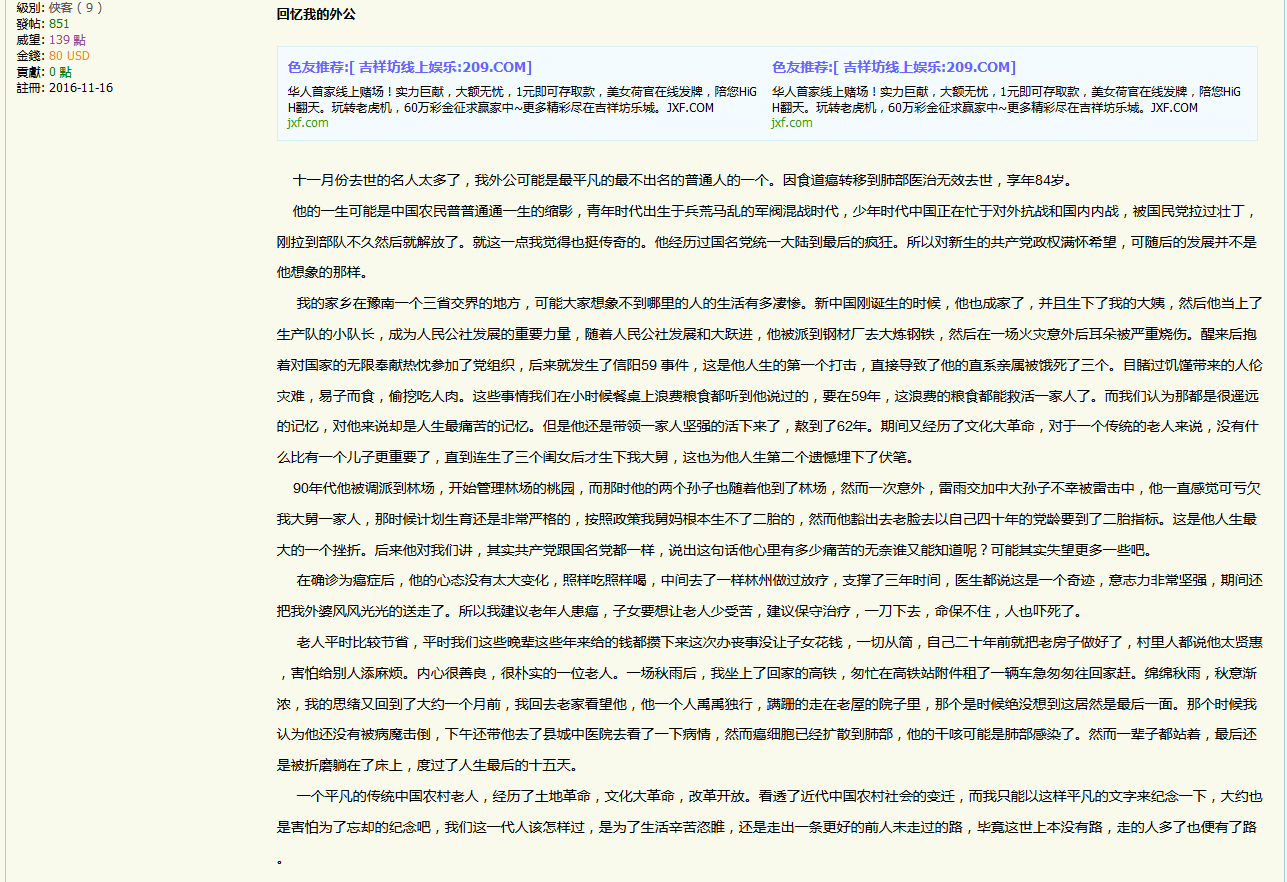 級別: 俠客 ( 9 )
發帖: 851
威望: 139 點
金錢: 80 USD
貢獻: 0 點
註冊: 2016-11-16
回忆我的外公
色友推荐:[ 吉祥坊线上娱乐:209.COM]
华人首家线上赌场！实力巨献，大额无忧，1元即可存取款，美女荷官在线发牌，陪您HiG
H翻天。玩转老虎机，60万彩金征求赢家中~更多精彩尽在吉祥坊乐城。JXF.COM
jxf.com
色友推荐:[ 吉祥坊线上娱乐:209.COM]
华人首家线上赌场！实力巨献，大额无忧，1元即可存取款，美女荷官在线发牌，陪您HiG
H翻天。玩转老虎机，60万彩金征求赢家中~更多精彩尽在吉祥坊乐城。JXF.COM
jxf.com
十一月份去世的名人太多了，我外公可能是最平凡的最不出名的普通人的一个。因食道癌转移到肺部医治无效去世，享年84岁。
他的一生可能是中国农民普普通通一生的缩影，青年时代出生于兵荒马乱的军阀混战时代，少年时代中国正在忙于对外抗战和国内内战，被国民党拉过壮丁，
刚拉到部队不久然后就解放了。就这一点我觉得也挺传奇的。他经历过国名党统一大陆到最后的疯狂。所以对新生的共产党政权满怀希望，可随后的发展并不是
他想象的那样。
我的家乡在豫南一个三省交界的地方，可能大家想象不到哪里的人的生活有多凄惨。新中国刚诞生的时候，他也成家了，并且生下了我的大姨，然后他当上了
生产队的小队长，成为人民公社发展的重要力量，随着人民公社发展和大跃进，他被派到钢材厂去大炼钢铁，然后在一场火灾意外后耳朵被严重烧伤。醒来后抱
着对国家的无限奉献热忱参加了党组织，后来就发生了信阳59 事件，这是他人生的第一个打击，直接导致了他的直系亲属被饿死了三个。目睹过饥馑带来的人伦
灾难，易子而食，偷挖吃人肉。这些事情我们在小时候餐桌上浪费粮食都听到他说过的，要在59年，这浪费的粮食都能救活一家人了。而我们认为那都是很遥远
的记忆，对他来说却是人生最痛苦的记忆。但是他还是带领一家人坚强的活下来了，熬到了62年。期间又经历了文化大革命，对于一个传统的老人来说，没有什
么比有一个儿子更重要了，直到连生了三个闺女后才生下我大舅，这也为他人生第二个遗憾埋下了伏笔。
90年代他被调派到林场，开始管理林场的桃园，而那时他的两个孙子也随着他到了林场，然而一次意外，雷雨交加中大孙子不幸被雷击中，他一直感觉可亏欠
我大舅一家人，那时候计划生育还是非常严格的，按照政策我舅妈根本生不了二胎的，然而他豁出去老脸去以自己四十年的党龄要到了二胎指标。这是他人生最
大的一个挫折。后来他对我们讲，其实共产党跟国名党都一样，说出这句话他心里有多少痛苦的无奈谁又能知道呢？可能其实失望更多一些吧。
在确诊为癌症后，他的心态没有太大变化，照样吃照样喝，中间去了一样林州做过放疗，支撑了三年时间，医生都说这是一个奇迹，意志力非常坚强，期间还
把我外婆风风光光的送走了。所以我建议老年人患癌，子女要想让老人少受苦，建议保守治疗，一刀下去，命保不住，人也吓死了。
老人平时比较节省，平时我们这些晚辈这些年来给的钱都攒下来这次办丧事没让子女花钱，一切从简，自己二十年前就把老房子做好了，村里人都说他太贤惠
，害怕给别人添麻烦。内心很善良，很朴实的一位老人。一场秋雨后，我坐上了回家的高铁，匆忙在高铁站附件租了一辆车急匆匆往回家赶。绵绵秋雨，秋意渐
浓，我的思绪又回到了大约一个月前，我回去老家看望他，他一个人禹禹独行，蹒跚的走在老屋的院子里，那个是时候绝没想到这居然是最后一面。那个时候我
认为他还没有被病魔击倒，下午还带他去了县城中医院去看了一下病情，然而癌细胞已经扩散到肺部，他的干咳可能是肺部感染了。然而一辈子都站着，最后还
是被折磨躺在了床上，度过了人生最后的十五天。
一个平凡的传统中国农村老人，经历了土地革命，文化大革命，改革开放。看透了近代中国农村社会的变迁，而我只能以这样平凡的文字来纪念一下，大约也
是害怕为了忘却的纪念吧，我们这一代人该怎样过，是为了生活辛苦恣睢，还是走出一条更好的前人未走过的路，毕竟这世上本没有路，走的人多了也便有了路
。